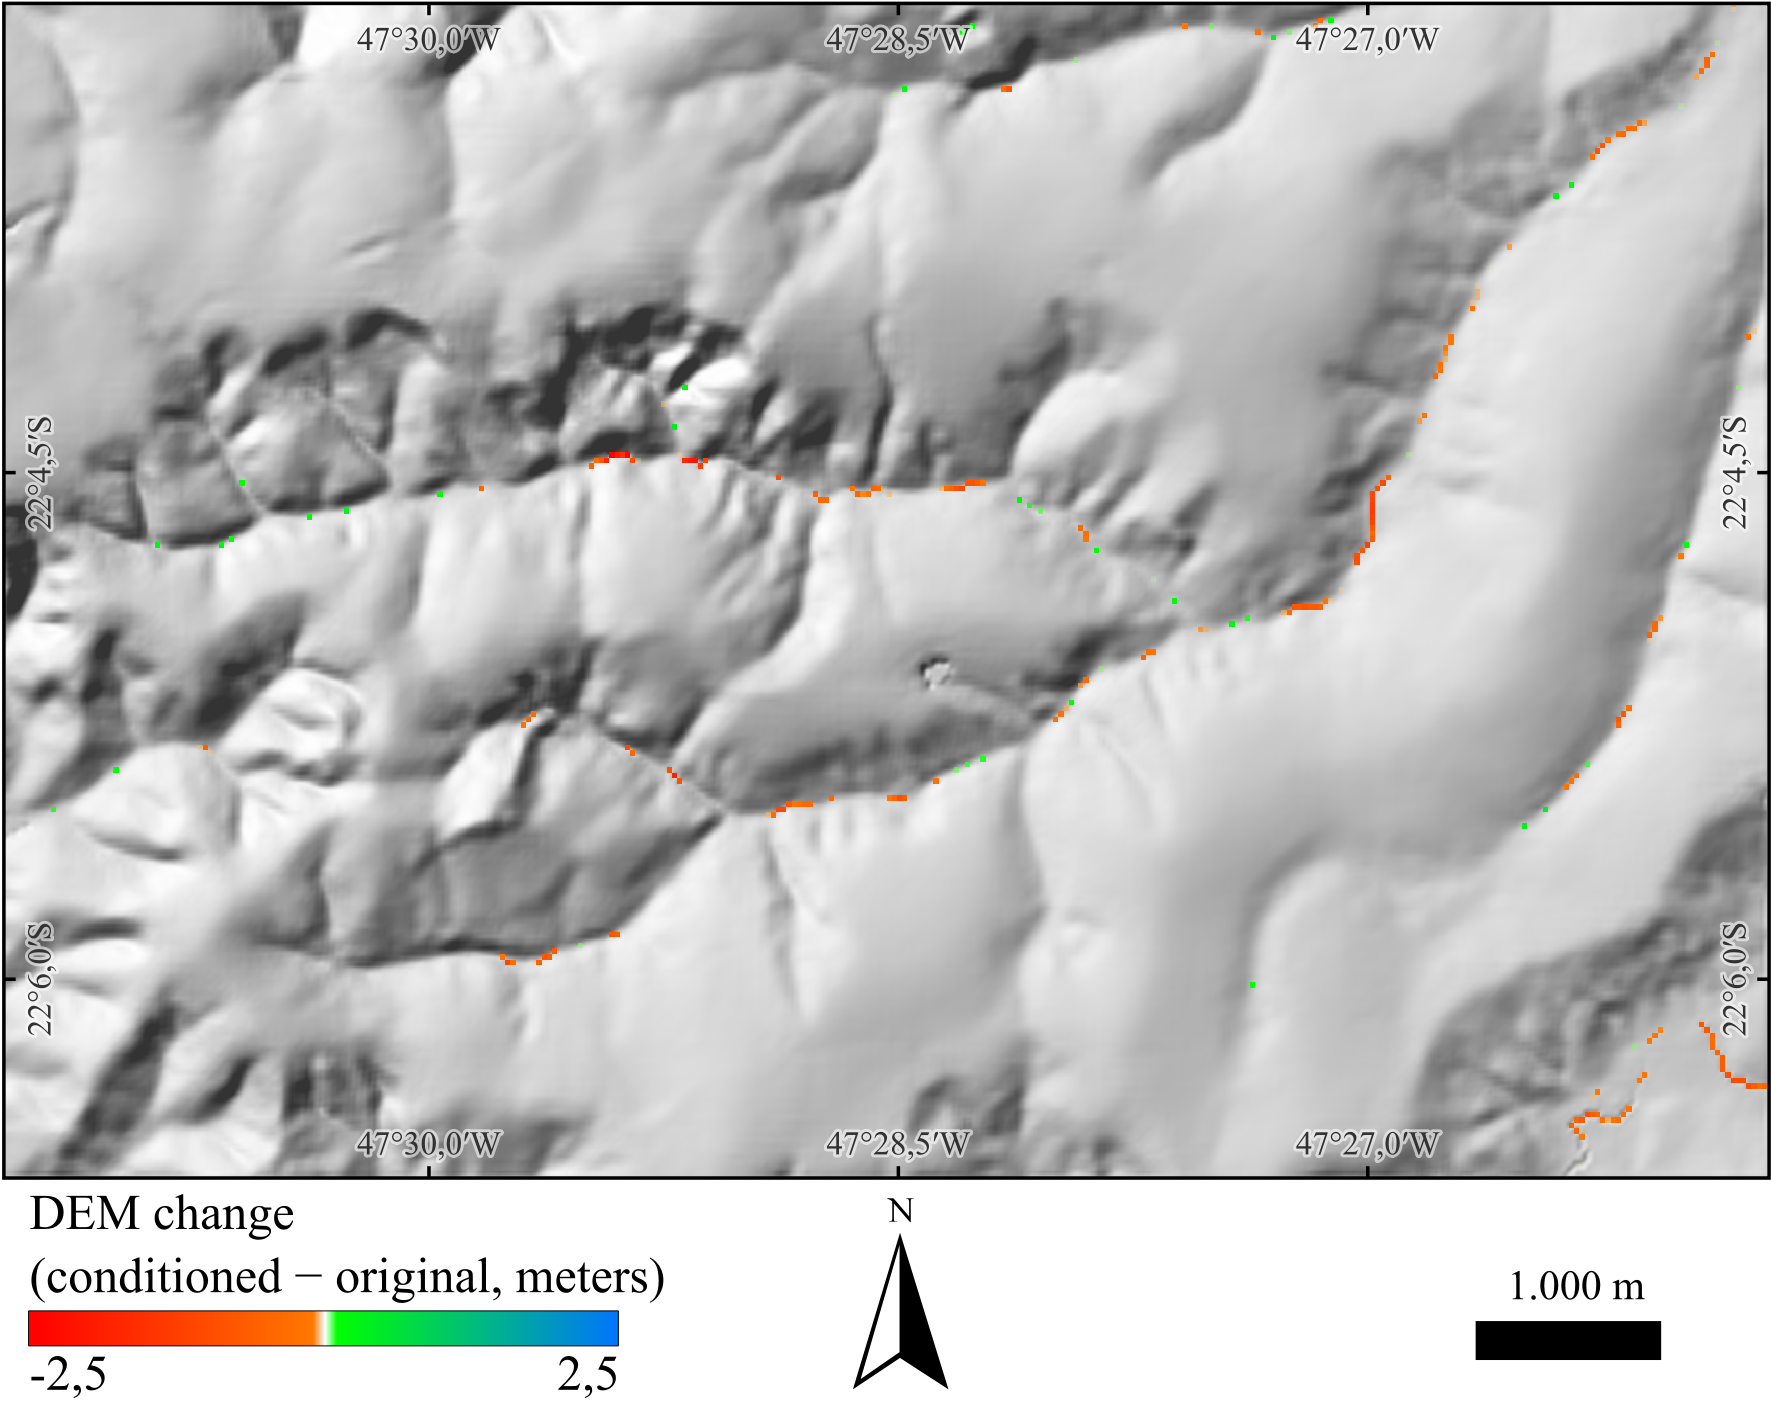 47°30,0′W 47°28,5′W 47°27,0′W
22°4,5′S 22°4,5′S
22°6,0′S 22°6,0′S
47°30,0′W 47°28,5′W 47°27,0′W
DEM change
(conditioned − original, meters)
-2,5 2,5
N
1.000 m